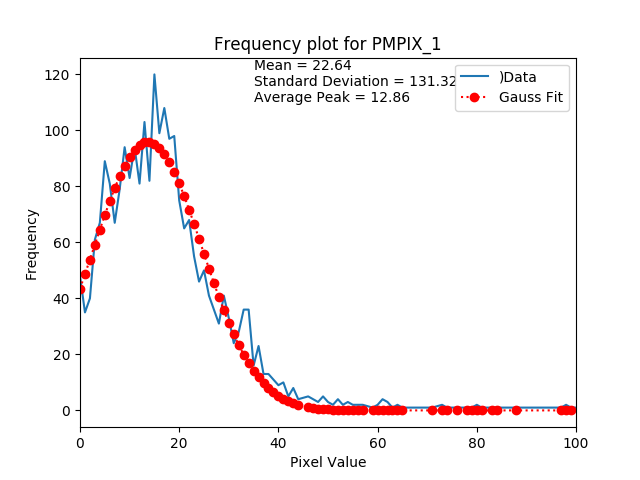 Frequency plot for PMPIX_1
Mean = 22.64
Standard Deviation = 131.32
Average Peak = 12.86
)Data
Gauss Fit
Frequency
120
100
80
60
40
20
0
0 20 40 60 80 100
Pixel Value